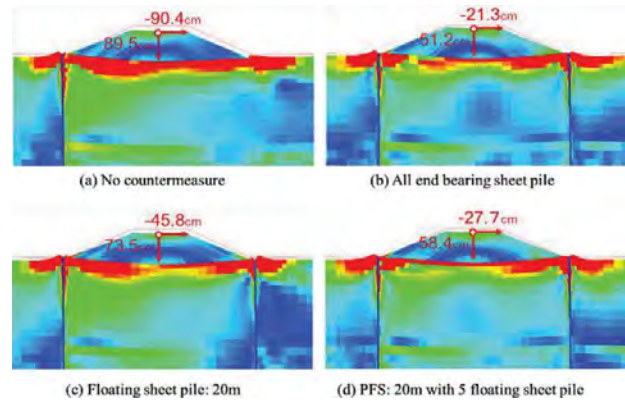 -90.4cm
89.5cm
(a) No countermeasure
-21.3cm
51.2cm
(b) All end bearing sheet pile
-45.8cm
73.5cm
(c) Floating sheet pile: 20m
-27.7cm
58.4cm
(d) PFS: 20m with 5 floating sheet pile